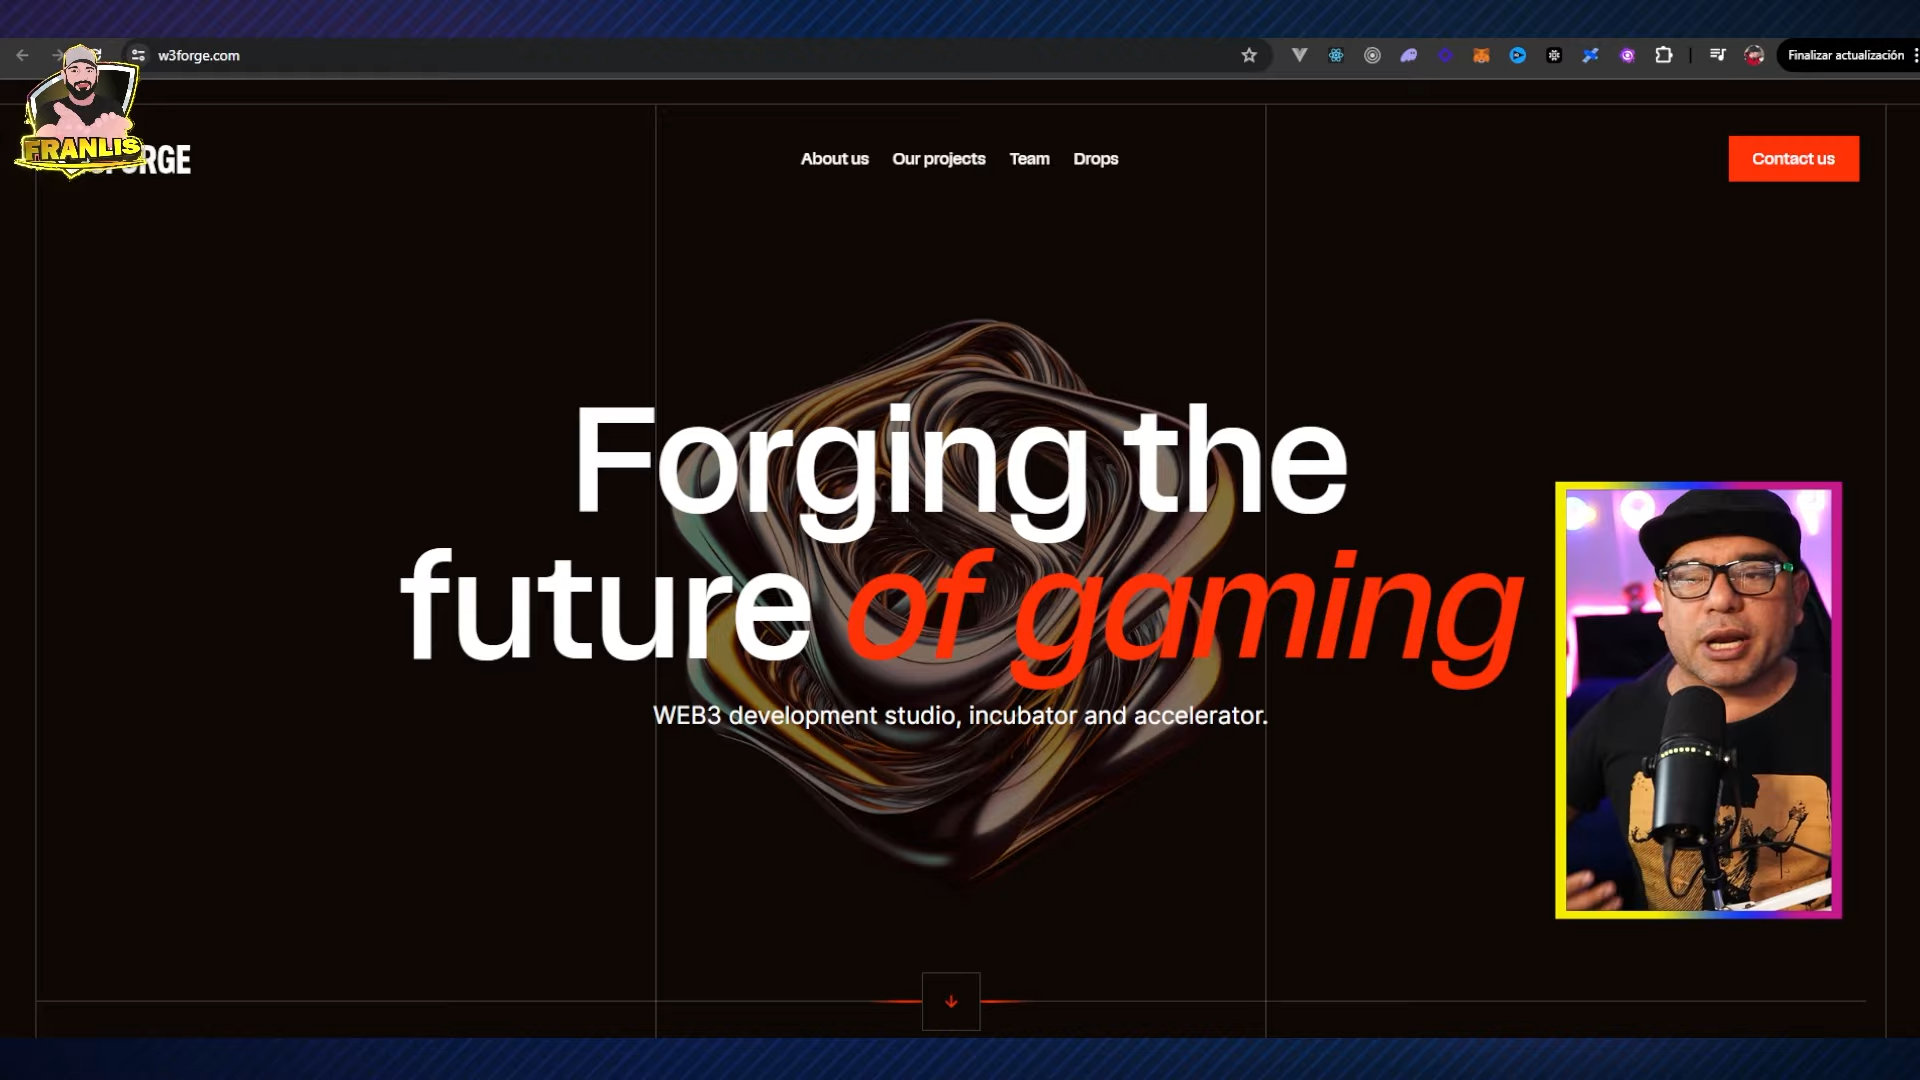 w3forge.com
Finalizar actualización
FRANLIS
About us
Our projects
Team
Drops
Contact us
Forging the
future of gaming
WEB3 development studio, incubator and accelerator.